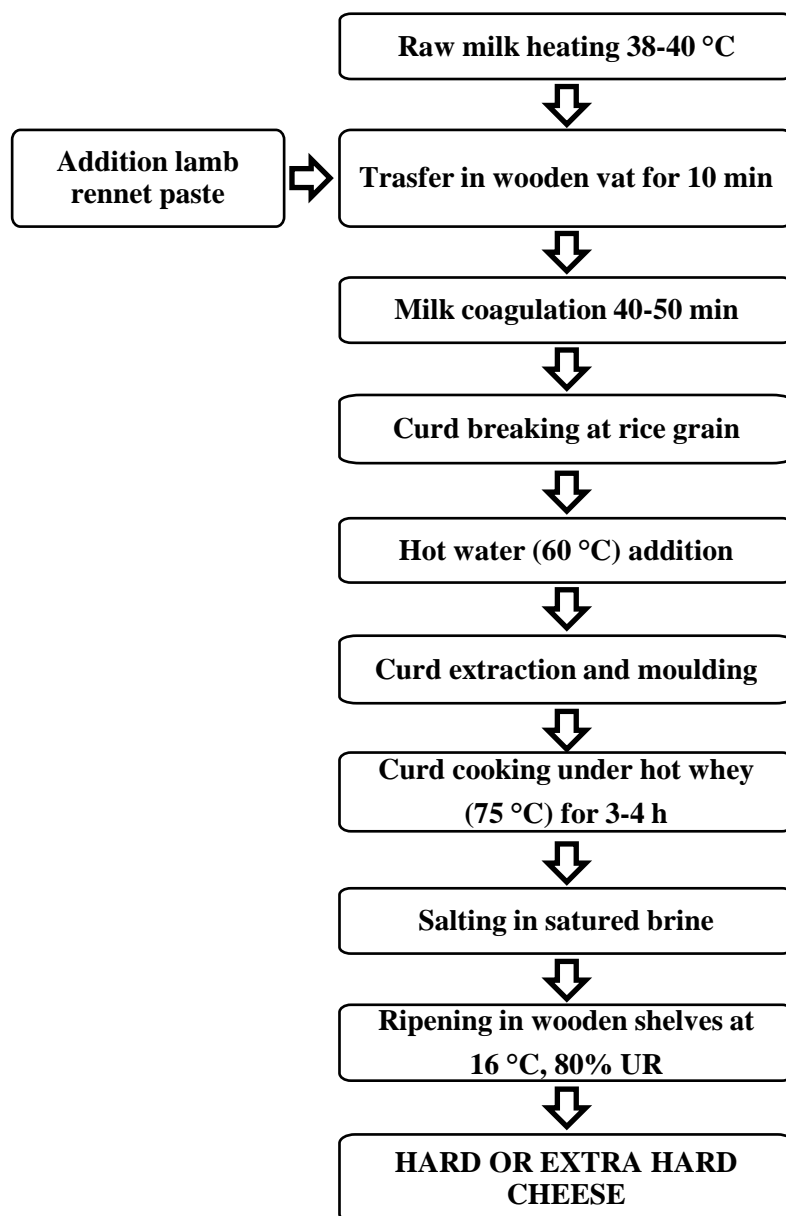 Raw milk heating 38-40 °C
Addition lamb
rennet paste
Trasfer in wooden vat for 10 min
Milk coagulation 40-50 min
Curd breaking at rice grain
Hot water (60 °C) addition
Curd extraction and moulding
Curd cooking under hot whey
(75 °C) for 3-4 h
Salting in satured brine
Ripening in wooden shelves at
16 °C, 80% UR
HARD OR EXTRA HARD
CHEESE